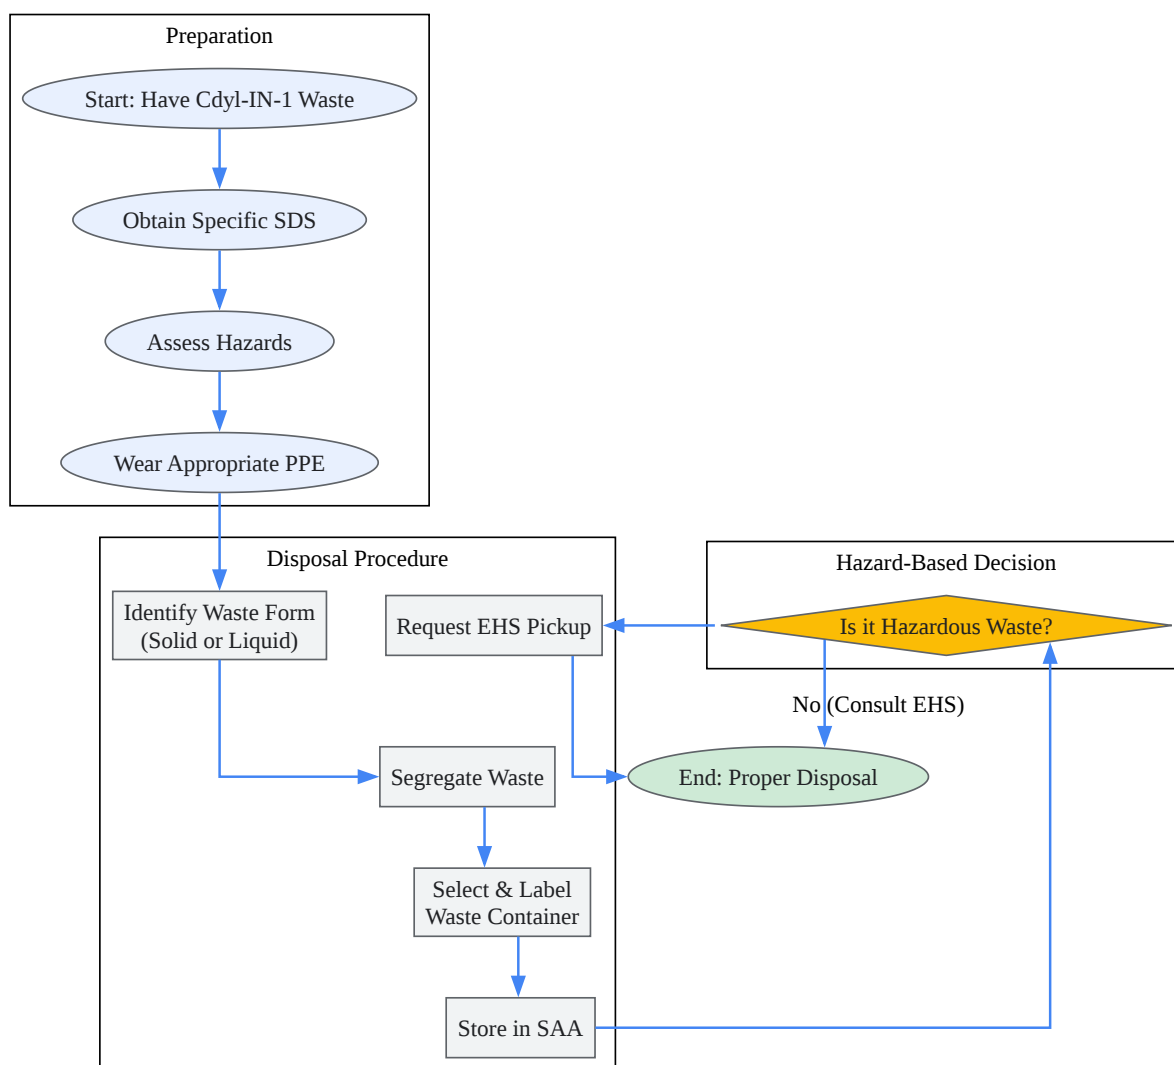 Preparation
Start: Have Cdyl-IN-1 Waste
Obtain Specific SDS
Assess Hazards
Wear Appropriate PPE
Disposal Procedure
Identify Waste Form
(Solid or Liquid)
Request EHS Pickup
Hazard-Based Decision
Is it Hazardous Waste?
No (Consult EHS)
Segregate Waste
End: Proper Disposal
Select & Label
Waste Container
Store in SAA